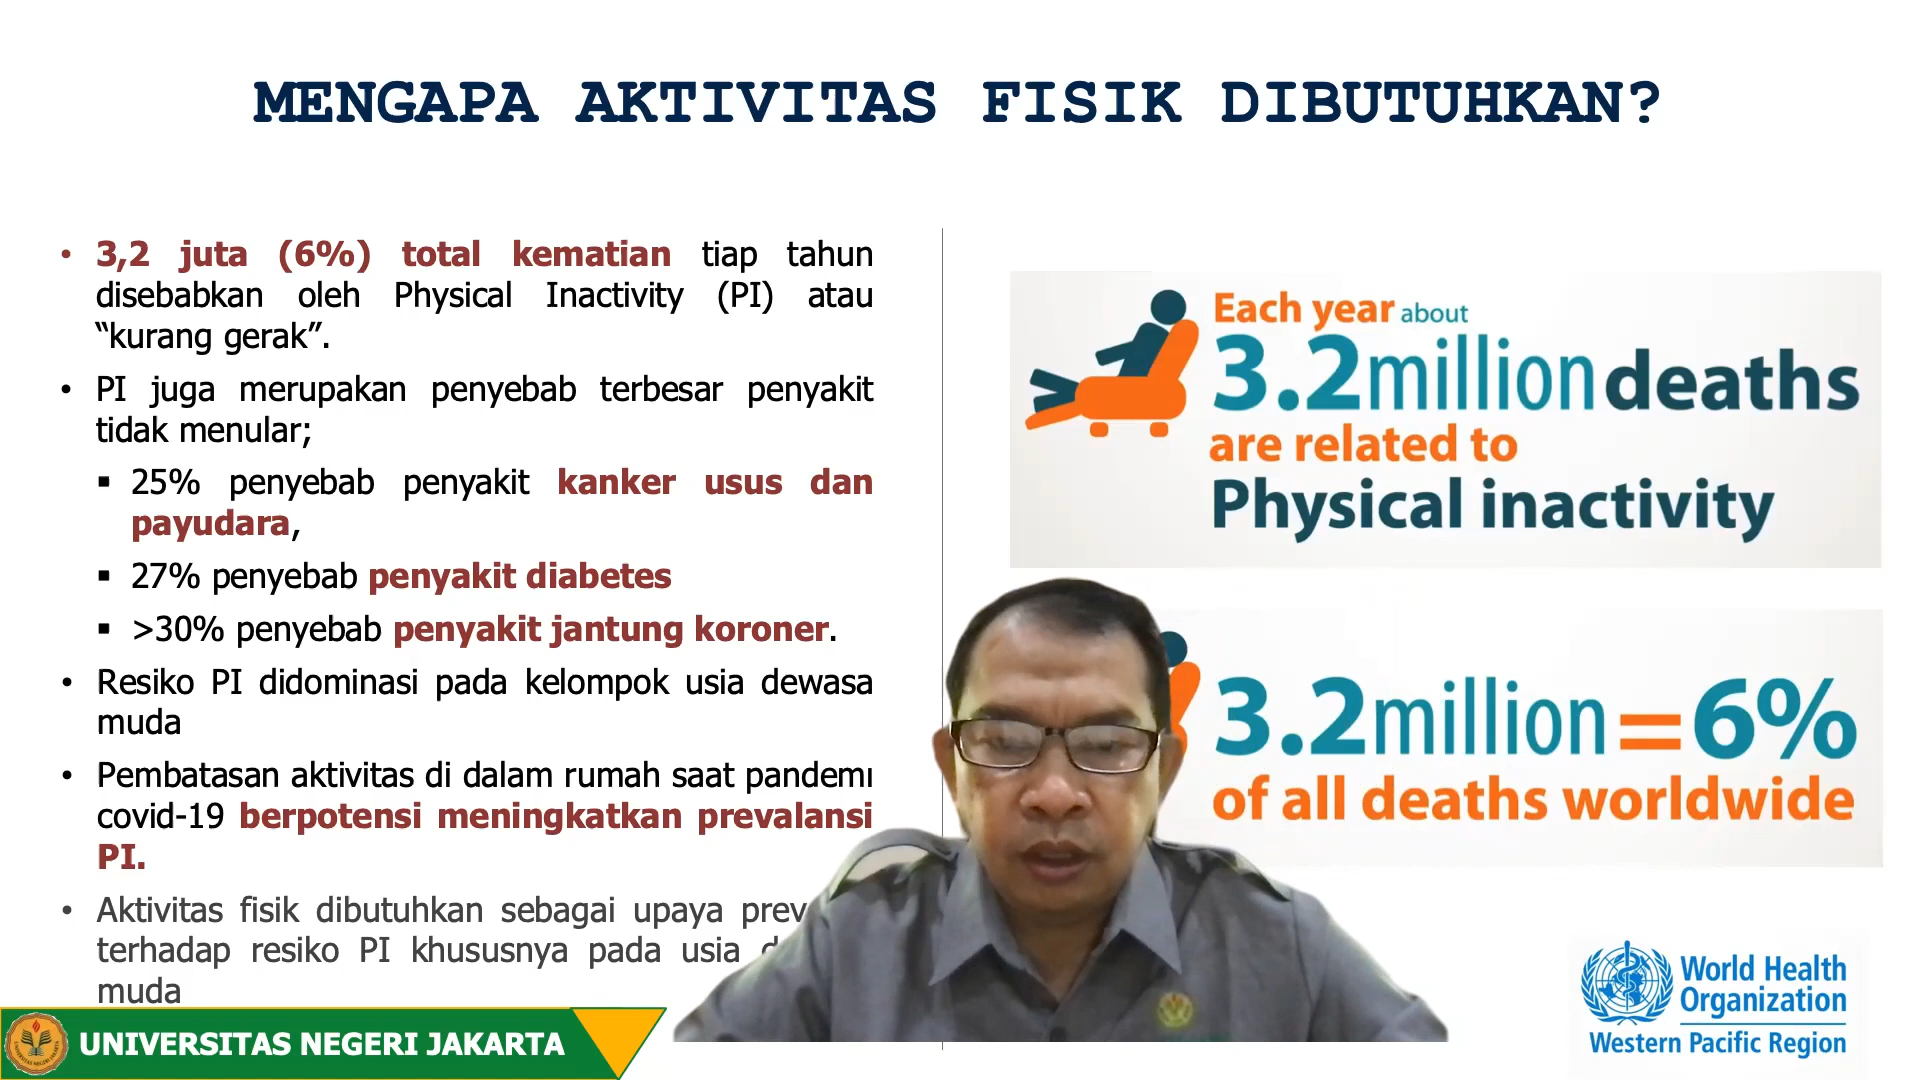 MENGAPA AKTIVITAS FISIK DIBUTUHKAN?
• 3,2 juta (6%) total kematian tiap tahun
disebabkan oleh Physical Inactivity (PI) atau
“kurang gerak”.
• PI juga merupakan penyebab terbesar penyakit
tidak menular;
▪ 25% penyebab penyakit kanker usus dan
payudara,
▪ 27% penyebab penyakit diabetes
▪ >30% penyebab penyakit jantung koroner.
• Resiko PI didominasi pada kelompok usia dewasa
muda
• Pembatasan aktivitas di dalam rumah saat pandemi
covid-19 berpotensi meningkatkan prevalansi
PI.
• Aktivitas fisik dibutuhkan sebagai upaya
terhadap resiko PI khususnya pada usia
muda
Each year about
3.2million deaths
are related to
Physical inactivity
3.2million=6%
of all deaths worldwide
World Health
Organization
Western Pacific Region
UNIVERSITAS NEGERI JAKARTA